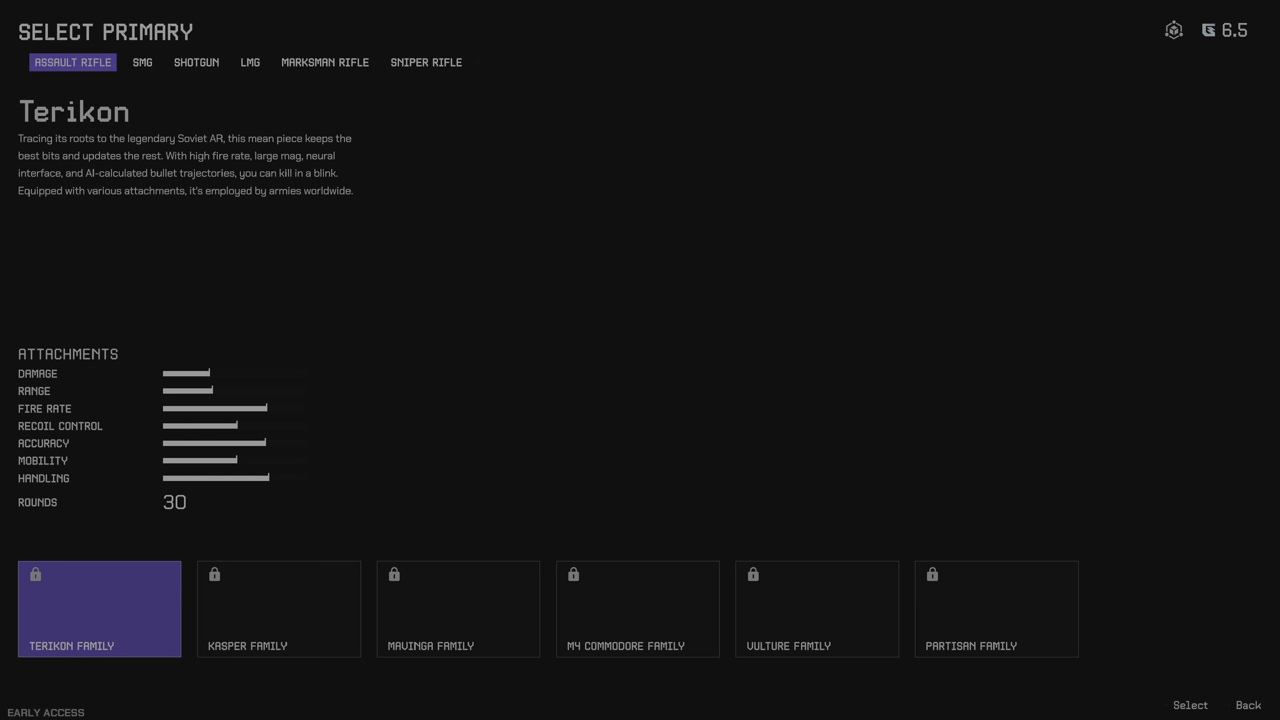 SELECT PRIMARY
6.5
ASSAULT RIFLE SMG SHOTGUN LMG MARKSMAN RIFLE SNIPER RIFLE
Terikon
Tracing its roots to the legendary Soviet AR, this mean piece keeps the
best bits and updates the rest. With high fire rate, large mag, neural
interface, and AI-calculated bullet trajectories, you can kill in a blink.
Equipped with various attachments, it's employed by armies worldwide.
ATTACHMENTS
DAMAGE
RANGE
FIRE RATE
RECOIL CONTROL
ACCURACY
MOBILITY
HANDLING
ROUNDS 30
TERIKON FAMILY KASPER FAMILY MAVINGA FAMILY M4 COMMODORE FAMILY VULTURE FAMILY PARTISAN FAMILY
Select Back
EARLY ACCESS